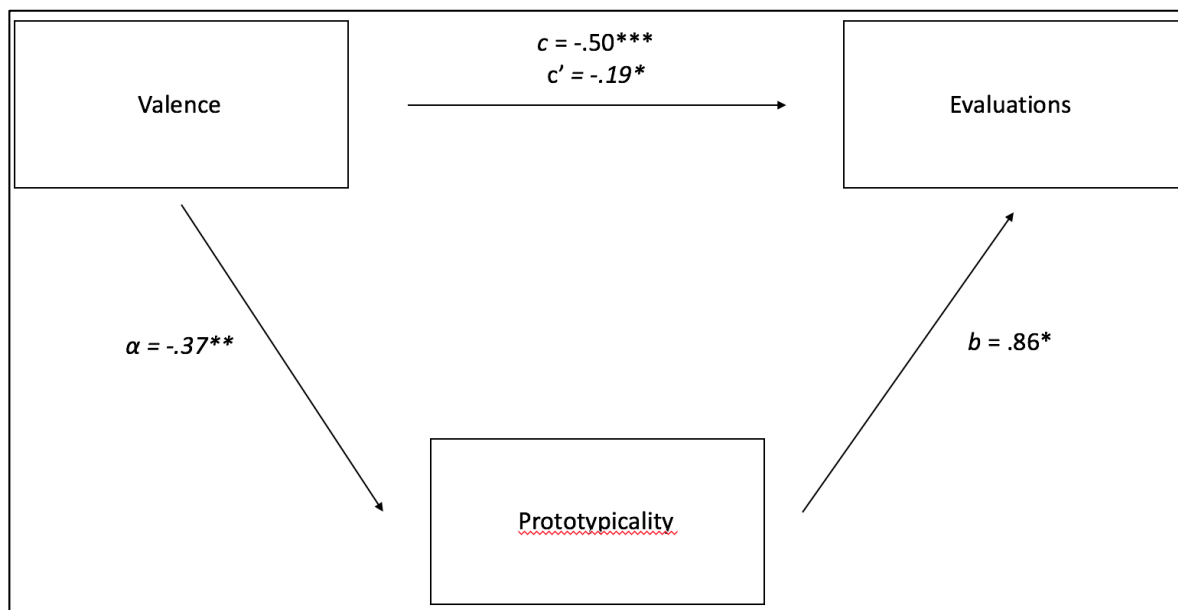 c = -.50***
c’ = -.19*
Valence
Evaluations
α = -.37**
b = .86*
Prototypicality